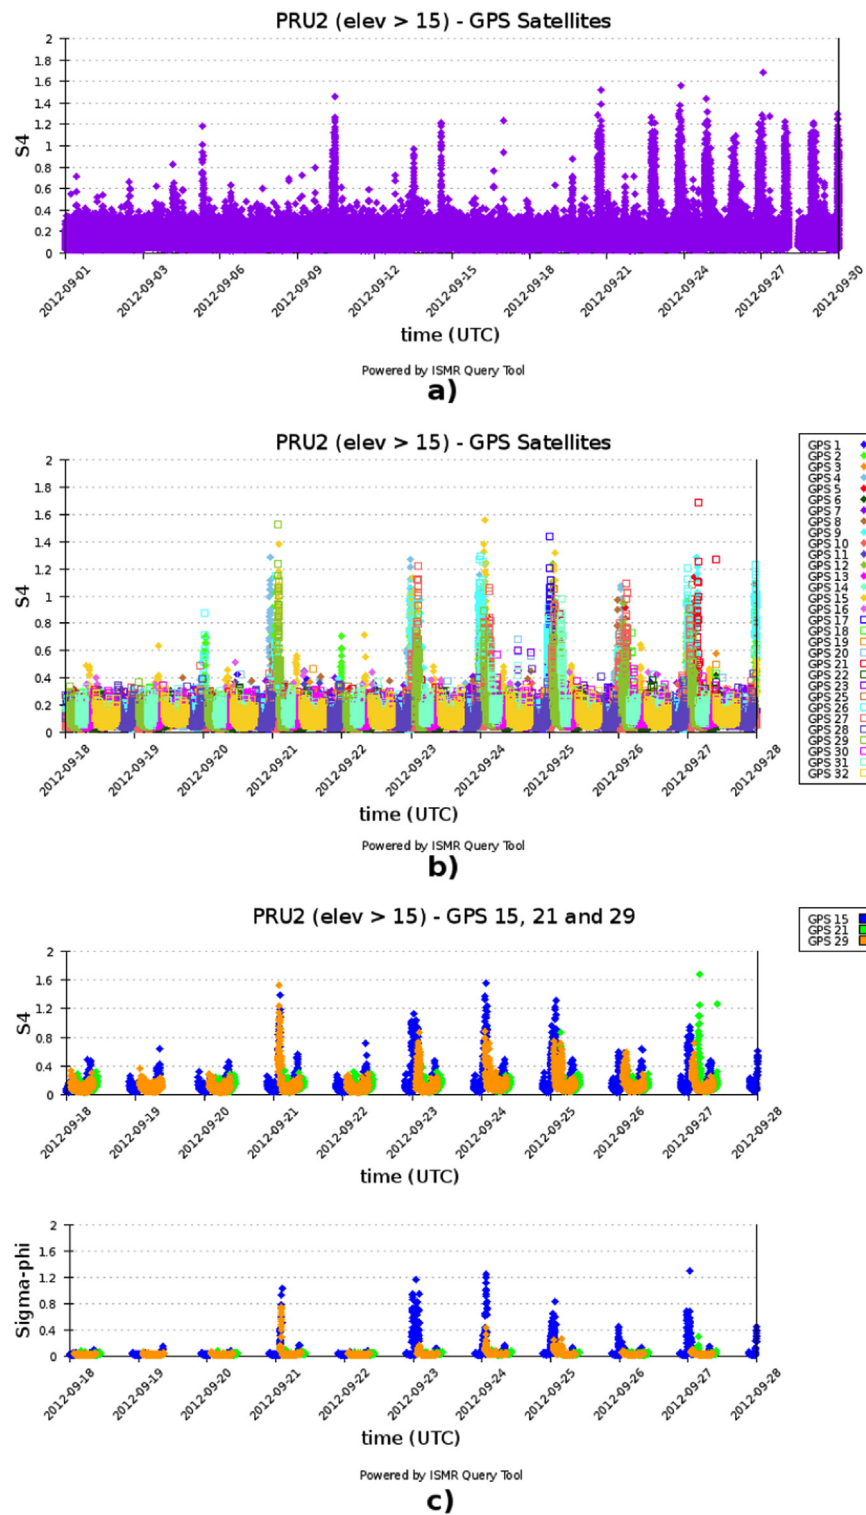 PRU2 (elev > 15) - GPS Satellites
2
1.8
1.6
1.4
1.2
1
0.8
0.6
0.4
0.2
0
S4
2012-09-01
2012-09-03
2012-09-06
2012-09-09
2012-09-12
2012-09-15
2012-09-18
2012-09-21
2012-09-24
2012-09-27
2012-09-30
time (UTC)
Powered by ISMR Query Tool
a)
PRU2 (elev > 15) - GPS Satellites
2
1.8
1.6
1.4
1.2
1
0.8
0.6
0.4
0.2
0
S4
2012-09-18
2012-09-19
2012-09-20
2012-09-21
2012-09-22
2012-09-23
2012-09-24
2012-09-25
2012-09-26
2012-09-27
2012-09-28
time (UTC)
GPS 1
GPS 2
GPS 3
GPS 4
GPS 5
GPS 6
GPS 7
GPS 8
GPS 9
GPS 10
GPS 11
GPS 12
GPS 13
GPS 14
GPS 15
GPS 16
GPS 17
GPS 18
GPS 19
GPS 20
GPS 21
GPS 22
GPS 23
GPS 25
GPS 26
GPS 27
GPS 28
GPS 29
GPS 30
GPS 31
GPS 32
Powered by ISMR Query Tool
b)
PRU2 (elev > 15) - GPS 15, 21 and 29
GPS 15
GPS 21
GPS 29
2
1.6
1.2
0.8
0.4
0
S4
2012-09-18
2012-09-19
2012-09-20
2012-09-21
2012-09-22
2012-09-23
2012-09-24
2012-09-25
2012-09-26
2012-09-27
2012-09-28
time (UTC)
2
1.6
1.2
0.8
0.4
0
Sigma-phi
2012-09-18
2012-09-19
2012-09-20
2012-09-21
2012-09-22
2012-09-23
2012-09-24
2012-09-25
2012-09-26
2012-09-27
2012-09-28
time (UTC)
Powered by ISMR Query Tool
c)